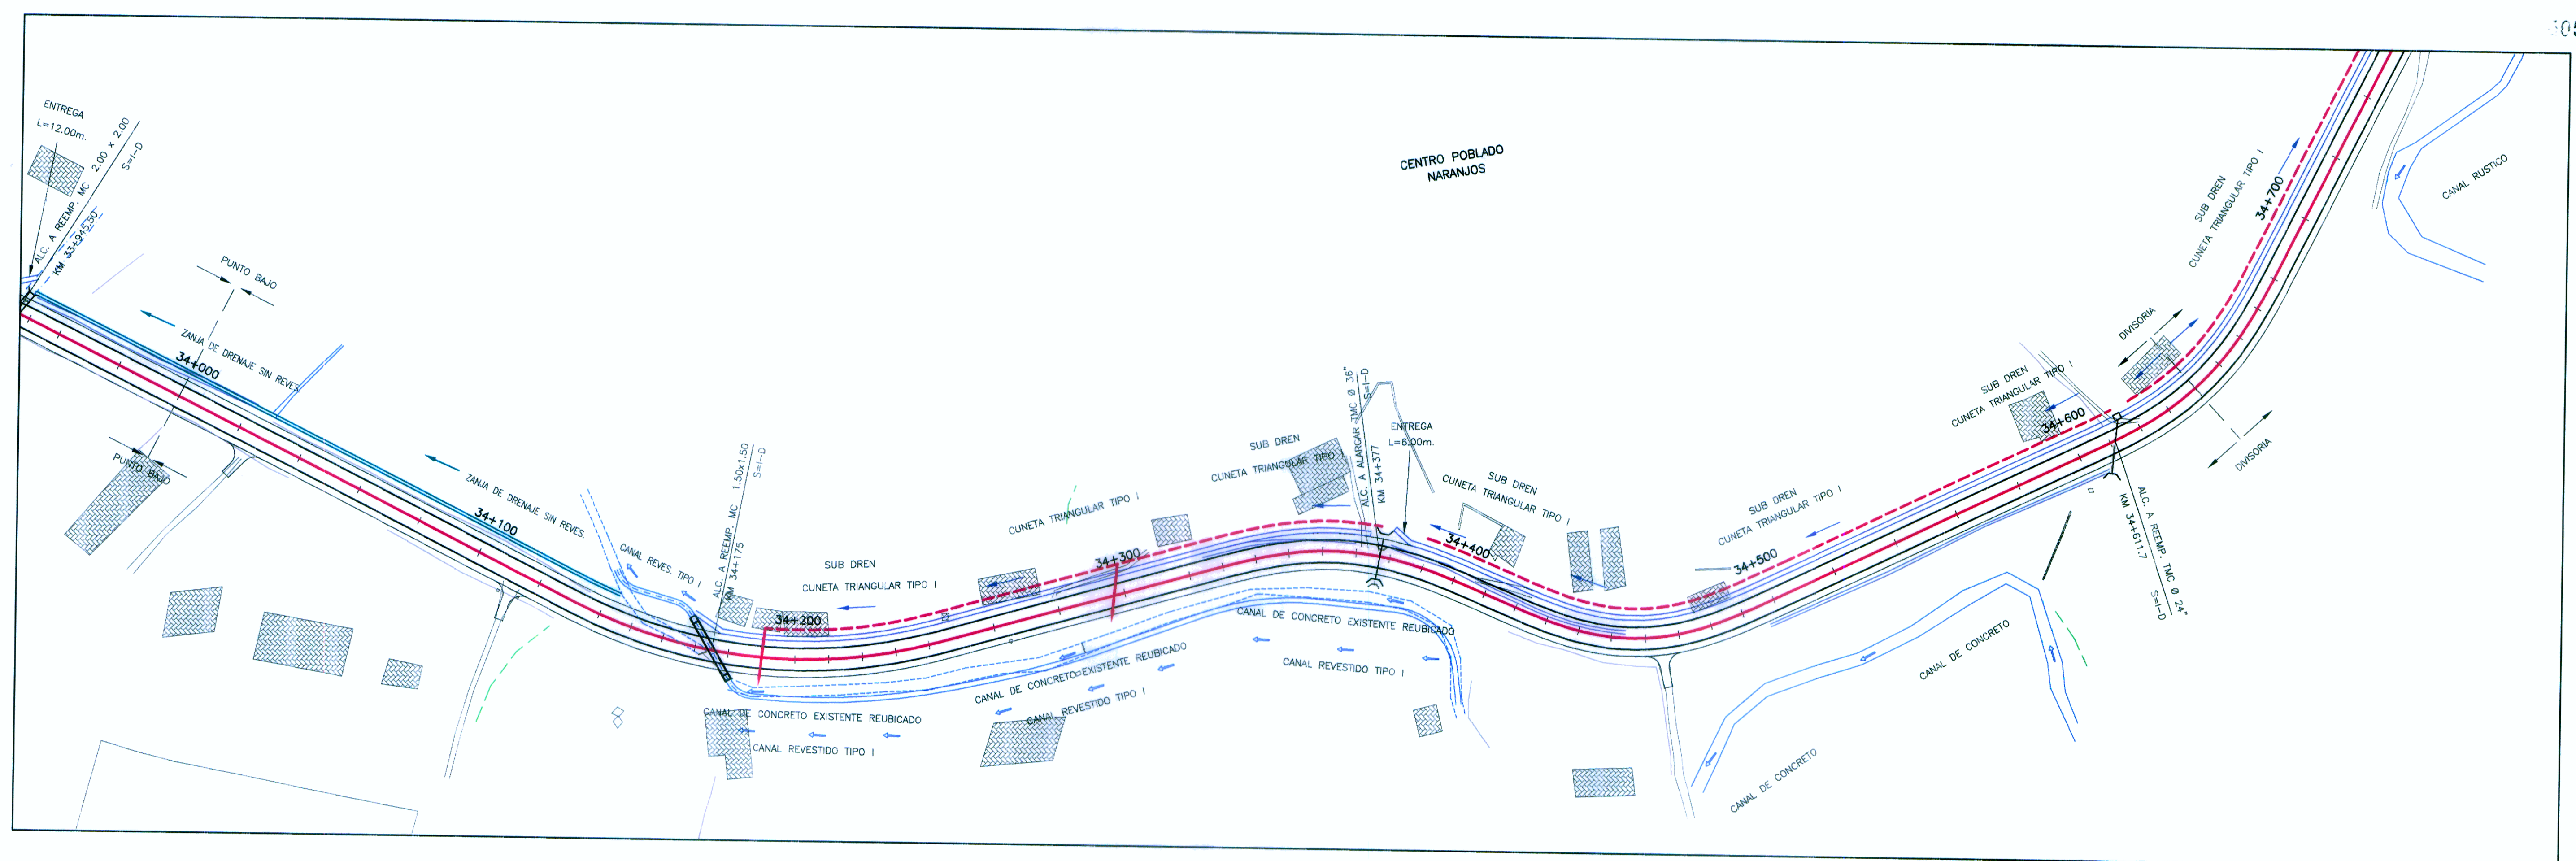 ENTREGA
L=12.00m.
ALC. A REEMP. MC 2.00 x 2.00
S=I-D
KM 33+945.50
PUNTO BAJO
ZANJA DE DRENAJE SIN REVES.
34+000
PUNTO BAJO
ZANJA DE DRENAJE SIN REVES.
34+100
CANAL REVES. TIPO I
ALC. A REEMP. MC 1.50x1.50
S=I-D
KM 34+175
SUB DREN
CUNETA TRIANGULAR TIPO I
34+200
CANAL DE CONCRETO EXISTENTE REUBICADO
CANAL REVESTIDO TIPO I
CUNETA TRIANGULAR TIPO I
34+300
CANAL DE CONCRETO EXISTENTE REUBICADO
CANAL REVESTIDO TIPO I
SUB DREN
CUNETA TRIANGULAR TIPO I
CENTRO POBLADO
NARANJOS
ALC. A ALARGAR TMC Ø 36"
S=I-D
KM 34+377
ENTREGA
L=6.00m.
SUB DREN
CUNETA TRIANGULAR TIPO I
34+400
CANAL DE CONCRETO EXISTENTE REUBICADO
CANAL REVESTIDO TIPO I
SUB DREN
CUNETA TRIANGULAR TIPO I
34+500
SUB DREN
CUNETA TRIANGULAR TIPO I
34+600
DIVISORIA
DIVISORIA
ALC. A REEMP. TMC Ø 24"
S=I-D
KM 34+611.7
CANAL DE CONCRETO
CANAL DE CONCRETO
SUB DREN
CUNETA TRIANGULAR TIPO I
34+700
CANAL RUSTICO